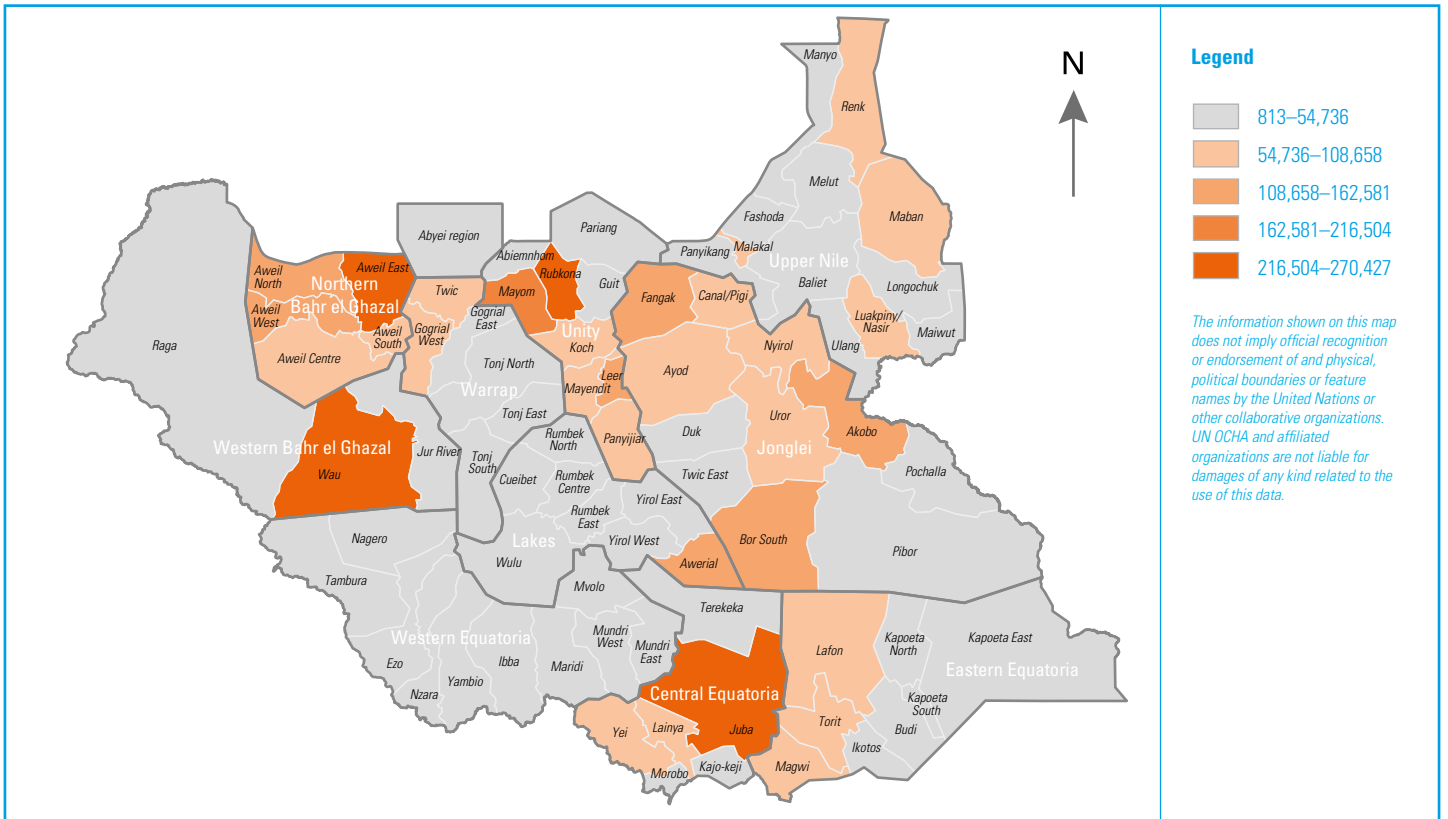 N
Manyo
Renk
Melut
Fashoda
Maban
Pariang
Abyei region
Panyikang
Malakal
Upper Nile
Abiemnhom
Rubkona
Guit
Baliet
Longochuk
Aweil East
Aweil
North
Northern
Bahr el Ghazal
Twic
Mayom
Fangak
Canal/Pigi
Luakpiny/
Nasir
Maiwut
Aweil
West
Aweil
South
Gogrial
West
Gogrial
East
Unity
Koch
Nyirol
Ulang
Raga
Aweil Centre
Tonj North
Leer
Mayendit
Ayod
Warrap
Tonj East
Uror
Akobo
Duk
Jonglei
Panyijiar
Western Bahr el Ghazal
Wau
Jur River
Tonj
South
Rumbek
North
Cueibet
Rumbek
Centre
Twic East
Pochalla
Yirol East
Rumbek
East
Lakes
Yirol West
Bor South
Pibor
Nagero
Wulu
Awerial
Tambura
Mvolo
Terekeka
Western Equatoria
Mundri
West
Mundri
East
Lafon
Kapoeta
North
Kapoeta East
Eastern Equatoria
Ezo
Ibba
Maridi
Yambio
Nzara
Central Equatoria
Kapoeta
South
Yei
Lainya
Juba
Torit
Budi
Ikotos
Morobo
Kajo-keji
Magwi
Legend
813–54,736
54,736–108,658
108,658–162,581
162,581–216,504
216,504–270,427
The information shown on this map
does not imply official recognition
or endorsement of and physical,
political boundaries or feature
names by the United Nations or
other collaborative organizations.
UN OCHA and affiliated
organizations are not liable for
damages of any kind related to the
use of this data.